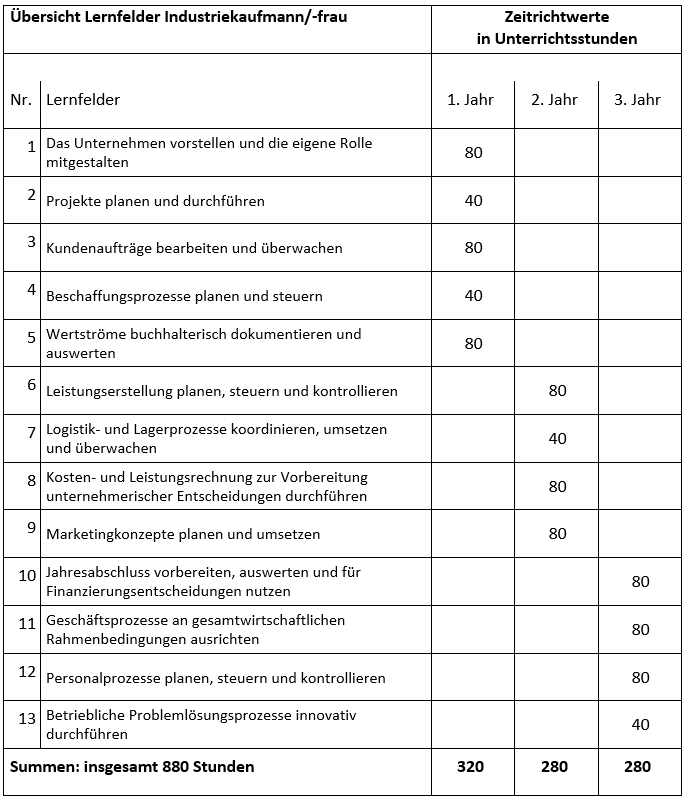 Übersicht Lernfelder Industriekaufmann/-frau Zeitrichtwerte
in Unterrichtsstunden
Nr. Lernfelder 1. Jahr 2. Jahr 3. Jahr
1 Das Unternehmen vorstellen und die eigene Rolle
mitgestalten 80
2 Projekte planen und durchführen 40
3 Kundenaufträge bearbeiten und überwachen 80
4 Beschaffungsprozesse planen und steuern 40
5 Wertströme buchhalterisch dokumentieren und
auswerten 80
6 Leistungserstellung planen, steuern und kontrollieren 80
7 Logistik- und Lagerprozesse koordinieren, umsetzen
und überwachen 40
8 Kosten- und Leistungsrechnung zur Vorbereitung
unternehmerischer Entscheidungen durchführen 80
9 Marketingkonzepte planen und umsetzen 80
10 Jahresabschluss vorbereiten, auswerten und für
Finanzierungsentscheidungen nutzen 80
11 Geschäftsprozesse an gesamtwirtschaftlichen
Rahmenbedingungen ausrichten 80
12 Personalprozesse planen, steuern und kontrollieren 80
13 Betriebliche Problemlösungsprozesse innovativ
durchführen 40
Summen: insgesamt 880 Stunden 320 280 280